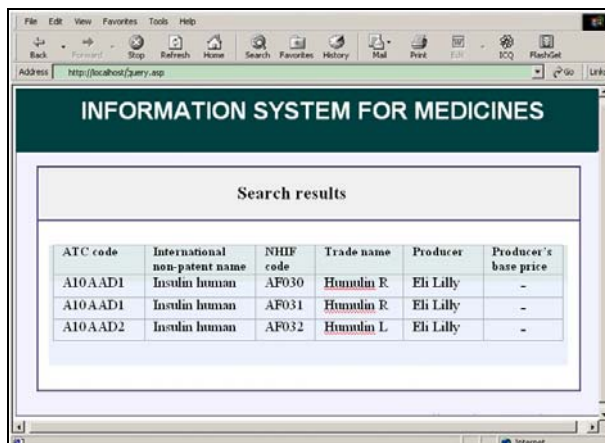 File Edit View Favorites Tools Help
Back Forward Stop Refresh Home Search Favorites History Mail Print Edit ICQ FlashGet
Address http://localhost/query.asp Go Links
INFORMATION SYSTEM FOR MEDICINES
Search results
ATC code International NHIF Trade name Producer Producer's
non-patent name code base price
A10AAD1 Insulin human AF030 Humulin R Eli Lilly -
A10AAD1 Insulin human AF031 Humulin R Eli Lilly -
A10AAD2 Insulin human AF032 Humulin L Eli Lilly -
Internet